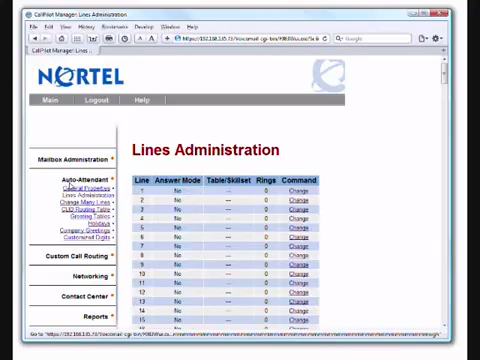 CallPilot Manager: Lines Administration
File Edit View History Bookmarks Develop Window Help
Google
CallPilot Manager: Lines ...
NORTEL
Main Logout Help
Lines Administration
Mailbox Administration
Auto-Attendant
General Properties
Lines Administration
Change Many Lines
CLID Routing Table
Greeting Tables
Holidays
Company Greetings
Customized Digits
Custom Call Routing
Networking
Contact Center
Reports
Line Answer Mode Table/Skillset Rings Command
1 No --- 0 Change
2 No --- 0 Change
3 No --- 0 Change
4 No --- 0 Change
5 No --- 0 Change
6 No --- 0 Change
7 No --- 0 Change
8 No --- 0 Change
9 No --- 0 Change
10 No --- 0 Change
11 No --- 0 Change
12 No --- 0 Change
13 No --- 0 Change
14 No --- 0 Change
15 No --- 0 Change